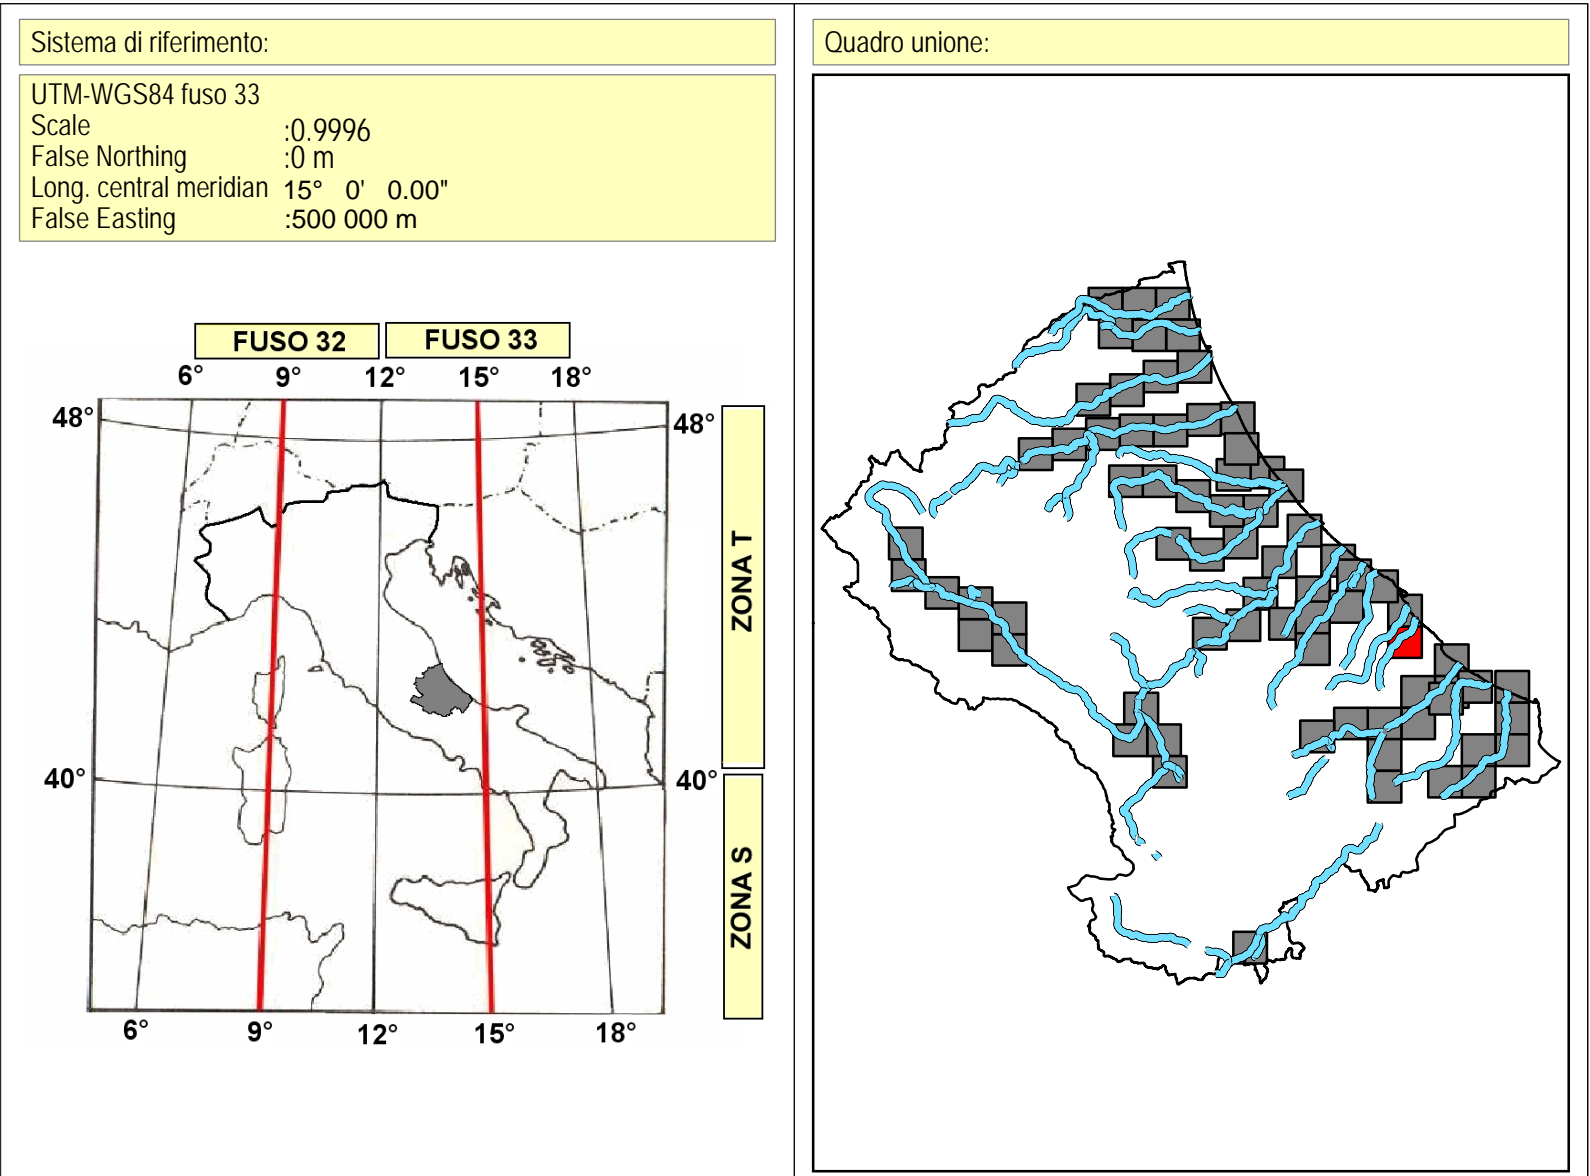 Sistema di riferimento:
UTM-WGS84 fuso 33
Scale :0.9996
False Northing :0 m
Long. central meridian 15° 0' 0.00"
False Easting :500 000 m
FUSO 32 FUSO 33
6° 9° 12° 15° 18°
48° 48°
ZONA T
40° 40°
ZONA S
6° 9° 12° 15° 18°
Quadro unione: